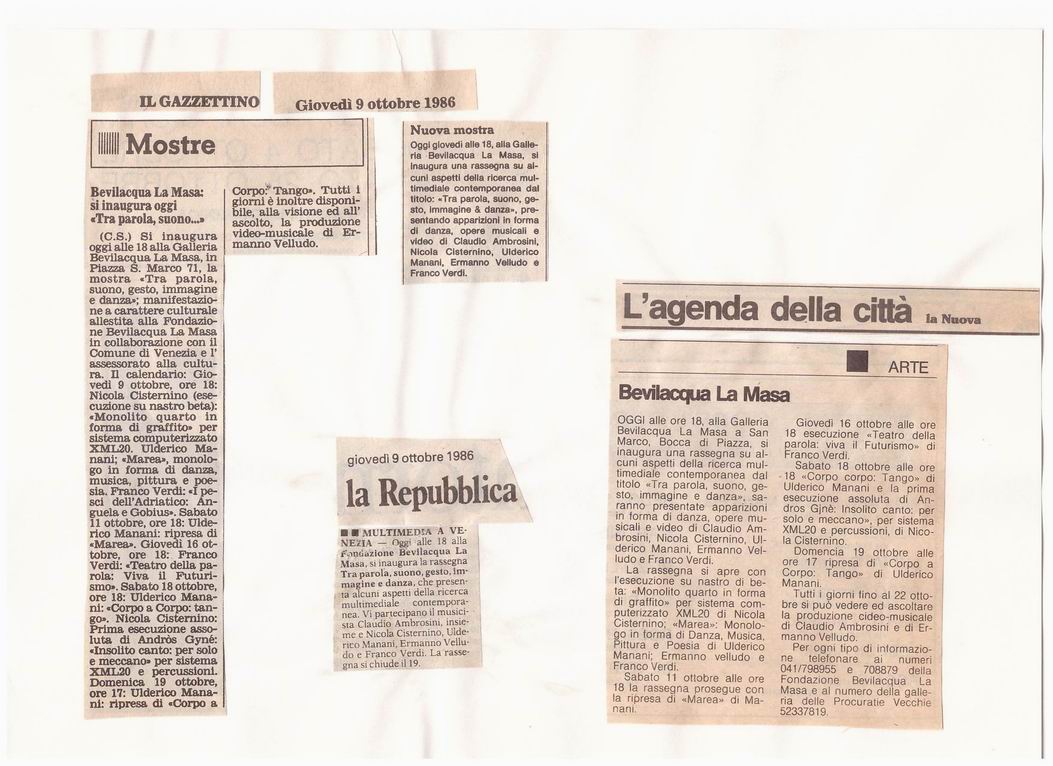 IL GAZZETTINO
Giovedì 9 ottobre 1986
Mostre
Bevilacqua La Masa:
si inaugura oggi
«Tra parola, suono...»
(C.S.) Si inaugura
oggi alle 18 alla Galleria
Bevilacqua La Masa, in
Piazza S. Marco 71, la
mostra «Tra parola,
suono, gesto, immagine
e danza»; manifestazio-
ne a carattere culturale
allestita alla Fondazio-
ne Bevilacqua La Masa
in collaborazione con il
Comune di Venezia e l'
assessorato alla cultu-
ra. Il calendario: Gio-
vedì 9 ottobre, ore 18:
Nicola Cisternino (ese-
cuzione su nastro beta):
«Monolito quarto in
forma di graffito» per
sistema computerizzato
XML20. Ulderico Ma-
nani; «Marea», monolo-
go in forma di danza,
musica, pittura e poe-
sia. Franco Verdi: «I pe-
sci dell'Adriatico: An-
guela e Gobius». Sabato
11 ottobre, ore 18: Ulde-
rico Manani: ripresa di
«Marea». Giovedì 16 ot-
tobre, ore 18: Franco
Verdi: «Teatro della pa-
rola: Viva il Futuri-
smo». Sabato 18 ottobre,
ore 18: Ulderico Mana-
ni: «Corpo a Corpo: tan-
go». Nicola Cisternino:
Prima esecuzione asso-
luta di Andròs Gyné:
«Insolito canto: per solo
e meccano» per sistema
XML20 e percussioni.
Domenica 19 ottobre,
ore 17: Ulderico Mana-
ni: ripresa di «Corpo a
Corpo: Tango». Tutti i
giorni è inoltre disponi-
bile, alla visione ed all'
ascolto, la produzione
video-musicale di Er-
manno Velludo.
Nuova mostra
Oggi giovedì alle 18, alla Galle-
ria Bevilacqua La Masa, si
inaugura una rassegna su al-
cuni aspetti della ricerca mul-
timediale contemporanea dal
titolo: «Tra parola, suono, ge-
sto, immagine & danza», pre-
sentando apparizioni in forma
di danza, opere musicali e
video di Claudio Ambrosini,
Nicola Cisternino, Ulderico
Manani, Ermanno Velludo e
Franco Verdi.
giovedì 9 ottobre 1986
la Repubblica
MULTIMEDIA A VE-
NEZIA — Oggi alle 18 alla
Fondazione Bevilacqua La
Masa, si inaugura la rassegna
Tra parola, suono, gesto, im-
magine e danza, che presen-
ta alcuni aspetti della ricerca
multimediale contempora-
nea. Vi partecipano il musici-
sta Claudio Ambrosini, insie-
me e Nicola Cisternino, Ulde-
rico Manani, Ermanno Vellu-
do e Franco Verdi. La rasse-
gna si chiude il 19.
L'agenda della città la Nuova
ARTE
Bevilacqua La Masa
OGGI alle ore 18, alla Galleria
Bevilacqua La Masa a San
Marco, Bocca di Piazza, si
inaugura una rassegna su al-
cuni aspetti della ricerca mul-
timediale contemporanea dal
titolo «Tra parola, suono, ge-
sto, immagine e danza», sa-
ranno presentate apparizioni
in forma di danza, opere mu-
sicali e video di Claudio Am-
brosini, Nicola Cisternino, Ul-
derico Manani, Ermanno Vel-
ludo e Franco Verdi.
La rassegna si apre con
l'esecuzione su nastro di be-
ta: «Monolito quarto in forma
di graffito» per sistema com-
puterizzato XML20 di Nicola
Cisternino; «Marea»: Monolo-
go in forma di Danza, Musica,
Pittura e Poesia di Ulderico
Manani; Ermanno velludo e
Franco Verdi.
Sabato 11 ottobre alle ore
18 la rassegna prosegue con
la ripresa di «Marea» di Ma-
nani.
Giovedì 16 ottobre alle ore
18 esecuzione «Teatro della
parola: viva il Futurismo» di
Franco Verdi.
Sabato 18 ottobre alle ore
18 «Corpo corpo: Tango» di
Ulderico Manani e la prima
esecuzione assoluta di An-
dros Gjnè: Insolito canto: per
solo e meccano», per sistema
XML20 e percussioni, di Nico-
la Cisternino.
Domencia 19 ottobre alle
ore 17 ripresa di «Corpo a
Corpo: Tango» di Ulderico
Manani.
Tutti i giorni fino al 22 otto-
bre si può vedere ed ascoltare
la produzione cideo-musicale
di Claudio Ambrosini e di Er-
manno Velludo.
Per ogni tipo di informazio-
ne telefonare ai numeri
041/798955 e 708879 della
Fondazione Bevilacqua La
Masa e al numero della galle-
ria delle Procuratie Vecchie
52337819.